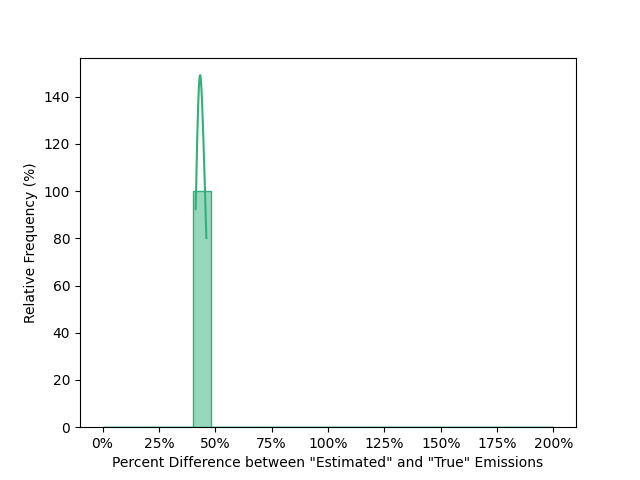 Relative Frequency (%)
140
120
100
80
60
40
20
0
0% 25% 50% 75% 100% 125% 150% 175% 200%
Percent Difference between "Estimated" and "True" Emissions